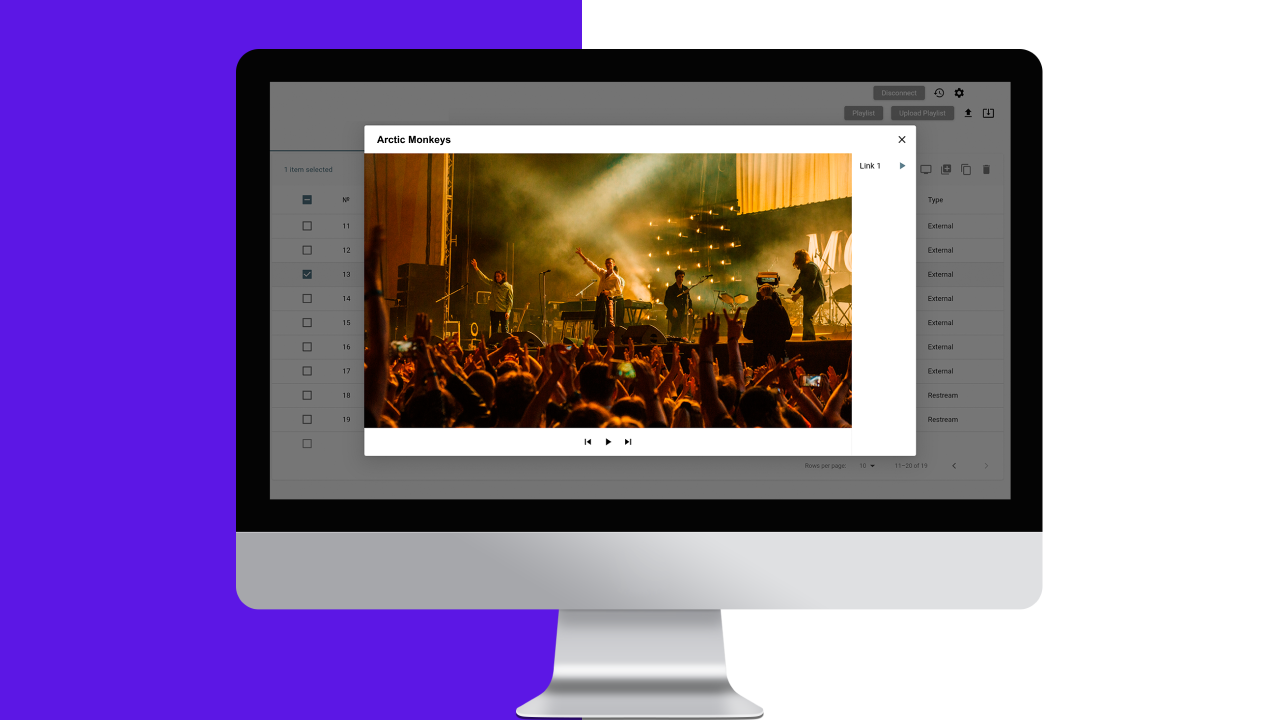 Disconnect
Playlist Upload Playlist
Arctic Monkeys
Link 1
1 item selected
№ Type
11 External
12 External
13 External
14 External
15 External
16 External
17 External
18 Restream
19 Restream
Rows per page: 10 11–20 of 19